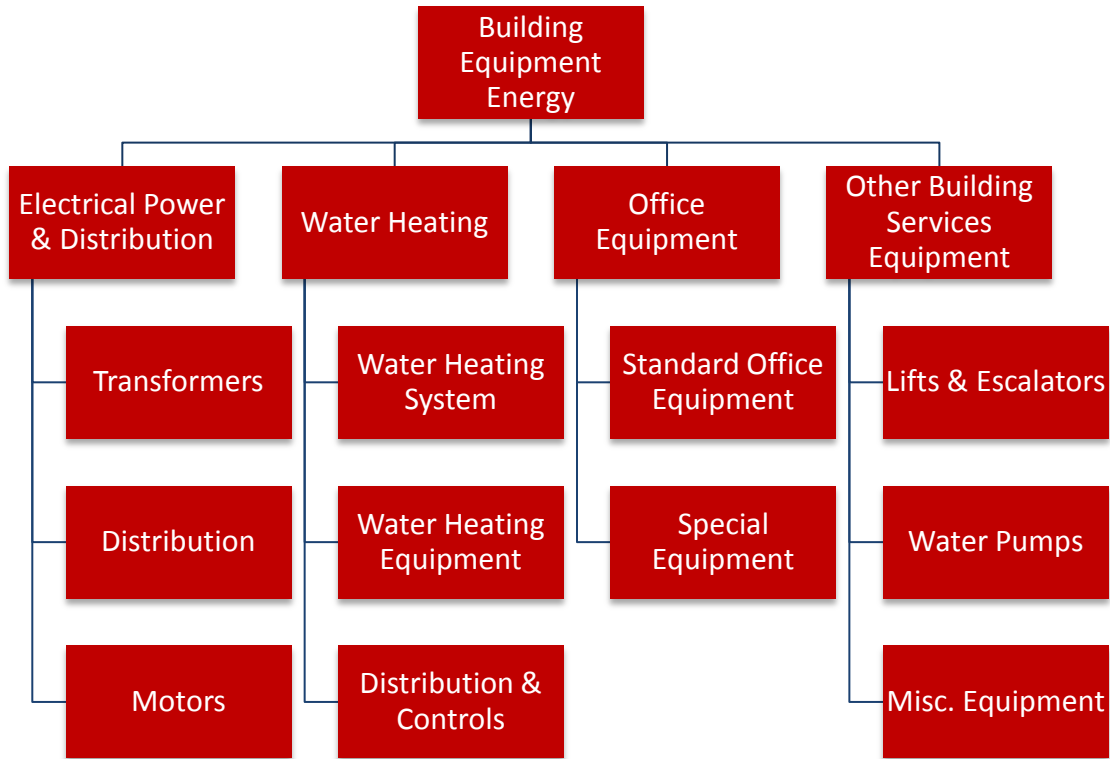 Building
Equipment
Energy
Electrical Power
& Distribution
Water Heating
Office
Equipment
Other Building
Services
Equipment
Transformers
Water Heating
System
Standard Office
Equipment
Lifts & Escalators
Distribution
Water Heating
Equipment
Special
Equipment
Water Pumps
Motors
Distribution &
Controls
Misc. Equipment